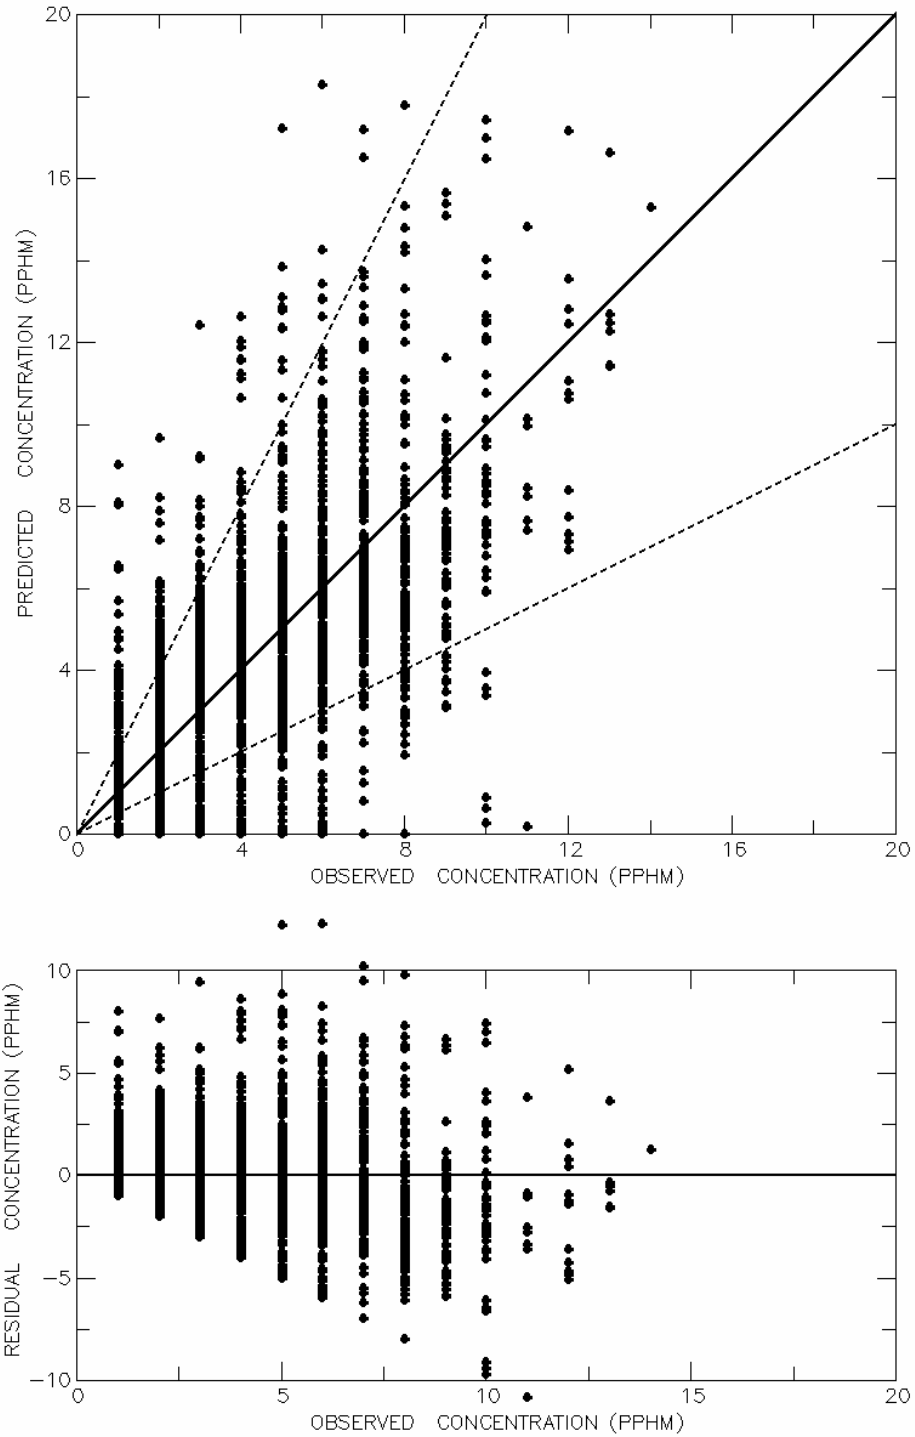 20
16
12
8
4
0
PREDICTED CONCENTRATION (PPHM)
0 4 8 12 16 20
OBSERVED CONCENTRATION (PPHM)
10
5
0
−5
−10
RESIDUAL CONCENTRATION (PPHM)
0 5 10 15 20
OBSERVED CONCENTRATION (PPHM)